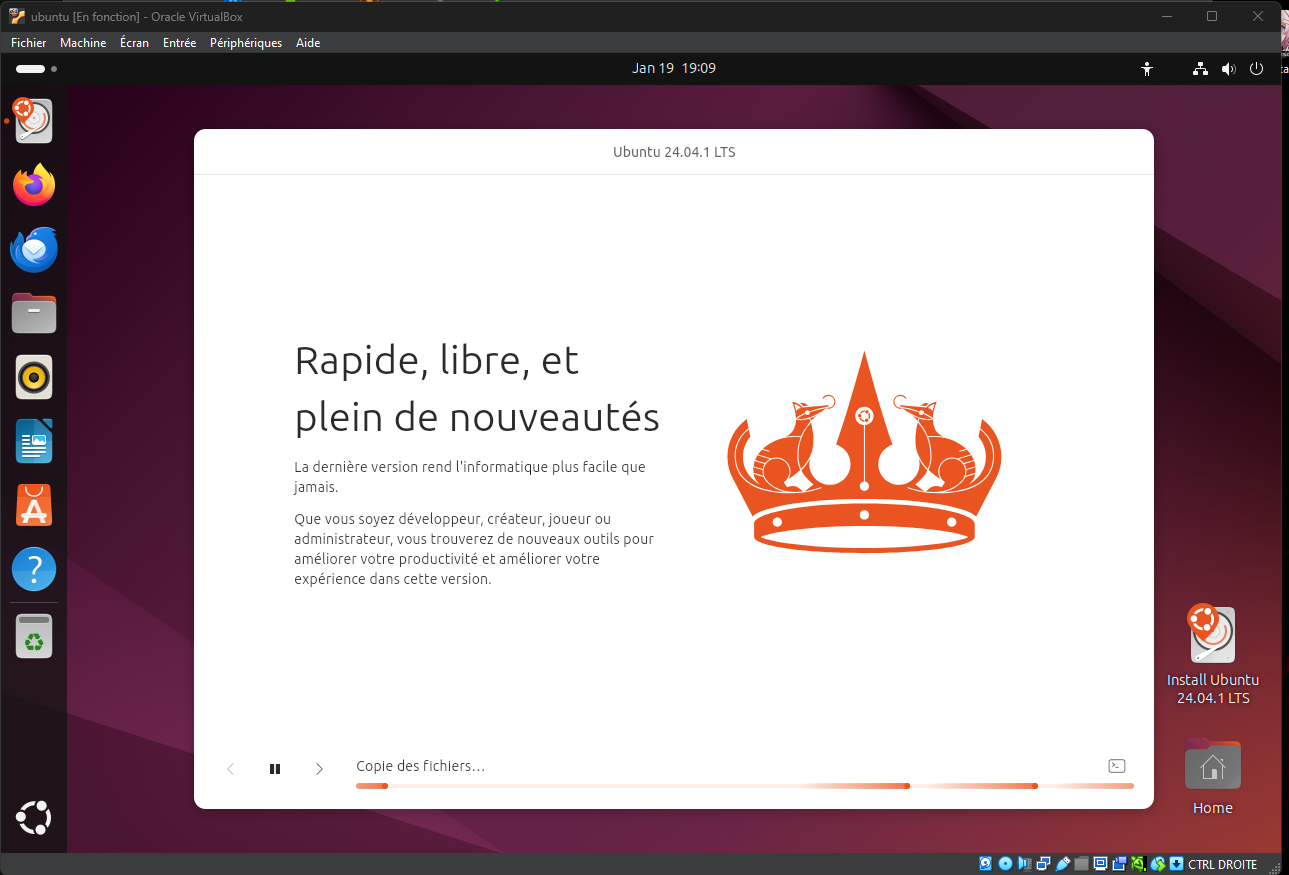 ubuntu [En fonction] - Oracle VirtualBox
Fichier Machine Écran Entrée Périphériques Aide
Jan 19 19:09
Ubuntu 24.04.1 LTS
Rapide, libre, et
plein de nouveautés
La dernière version rend l'informatique plus facile que
jamais.
Que vous soyez développeur, créateur, joueur ou
administrateur, vous trouverez de nouveaux outils pour
améliorer votre productivité et améliorer votre
expérience dans cette version.
Install Ubuntu
24.04.1 LTS
Copie des fichiers…
Home
CTRL DROITE